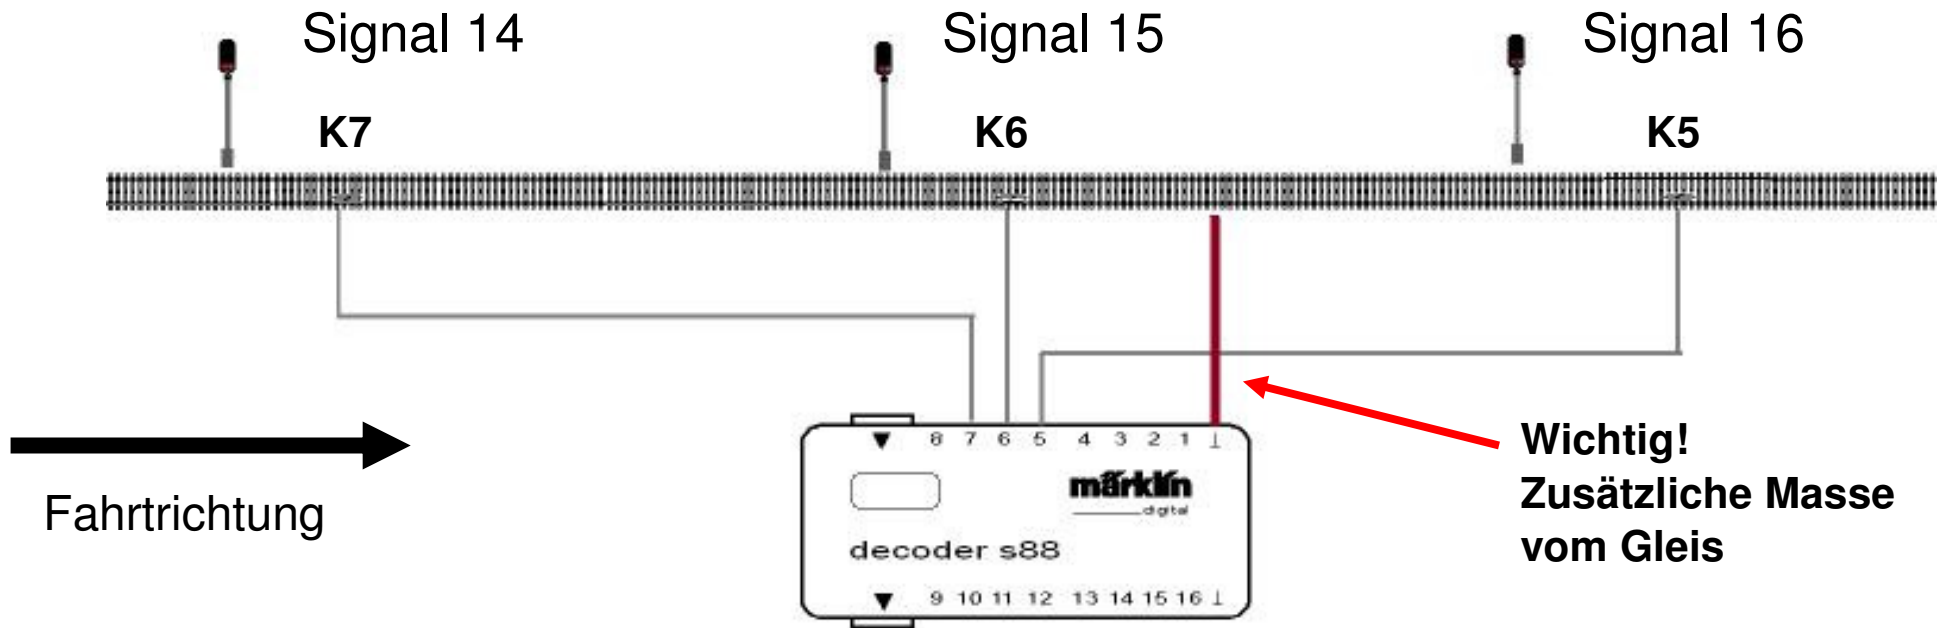 Signal 14
Signal 15
Signal 16
K7
K6
K5
Fahrtrichtung
▼ 8 7 6 5 4 3 2 1 ⊥
märklin
digital
decoder s88
▼ 9 10 11 12 13 14 15 16 ⊥
Wichtig!
Zusätzliche Masse
vom Gleis